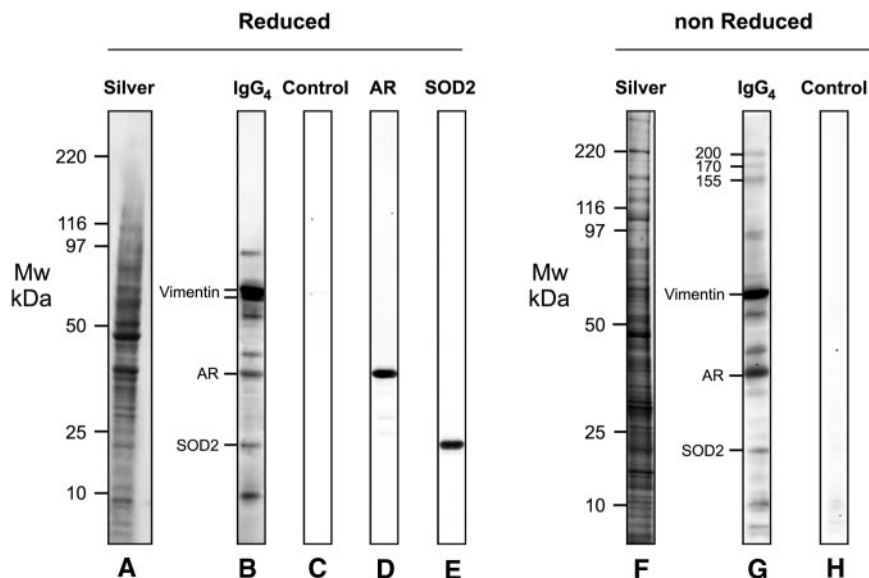 Reduced
non Reduced
Silver
IgG4
Control
AR
SOD2
Silver
IgG4
Control
220
116
97
Mw
kDa
50
25
10
Vimentin
AR
SOD2
220
116
97
Mw
kDa
50
25
10
200
170
155
Vimentin
AR
SOD2
A
B
C
D
E
F
G
H